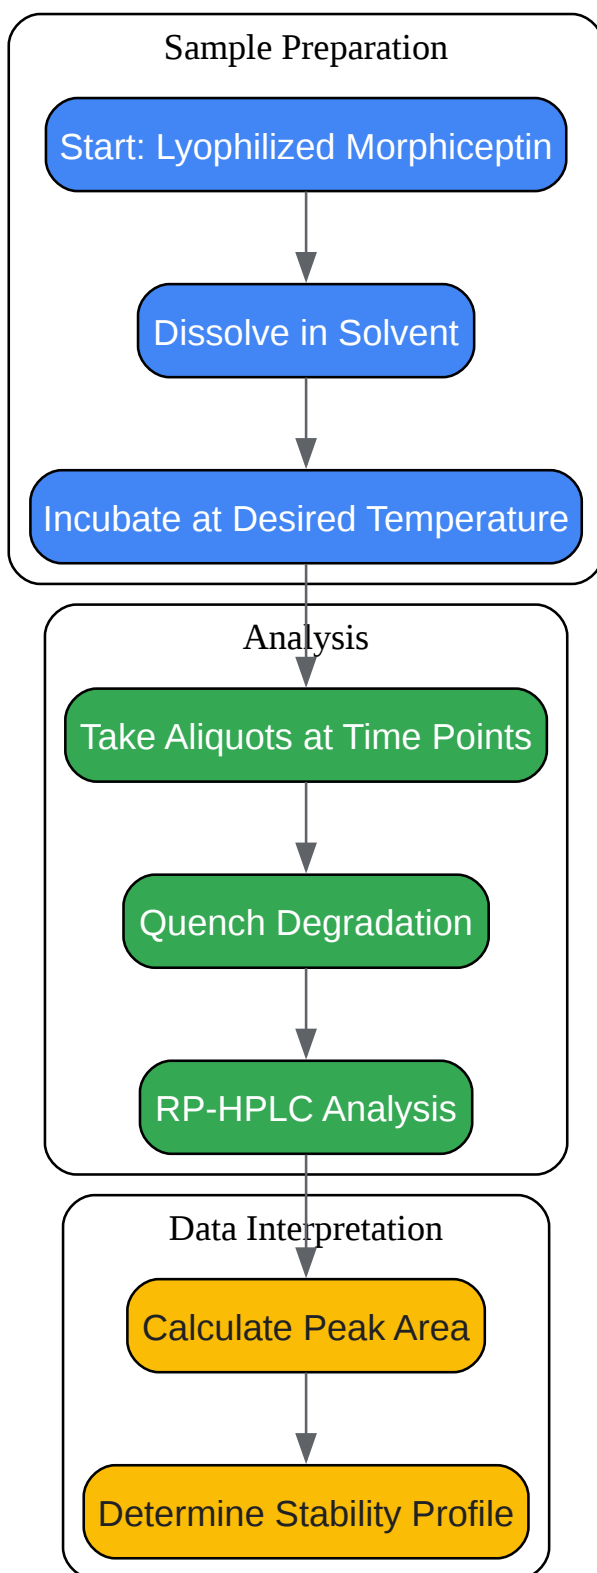 Sample Preparation
Start: Lyophilized Morphiceptin
Dissolve in Solvent
Incubate at Desired Temperature
Analysis
Take Aliquots at Time Points
Quench Degradation
RP-HPLC Analysis
Data Interpretation
Calculate Peak Area
Determine Stability Profile